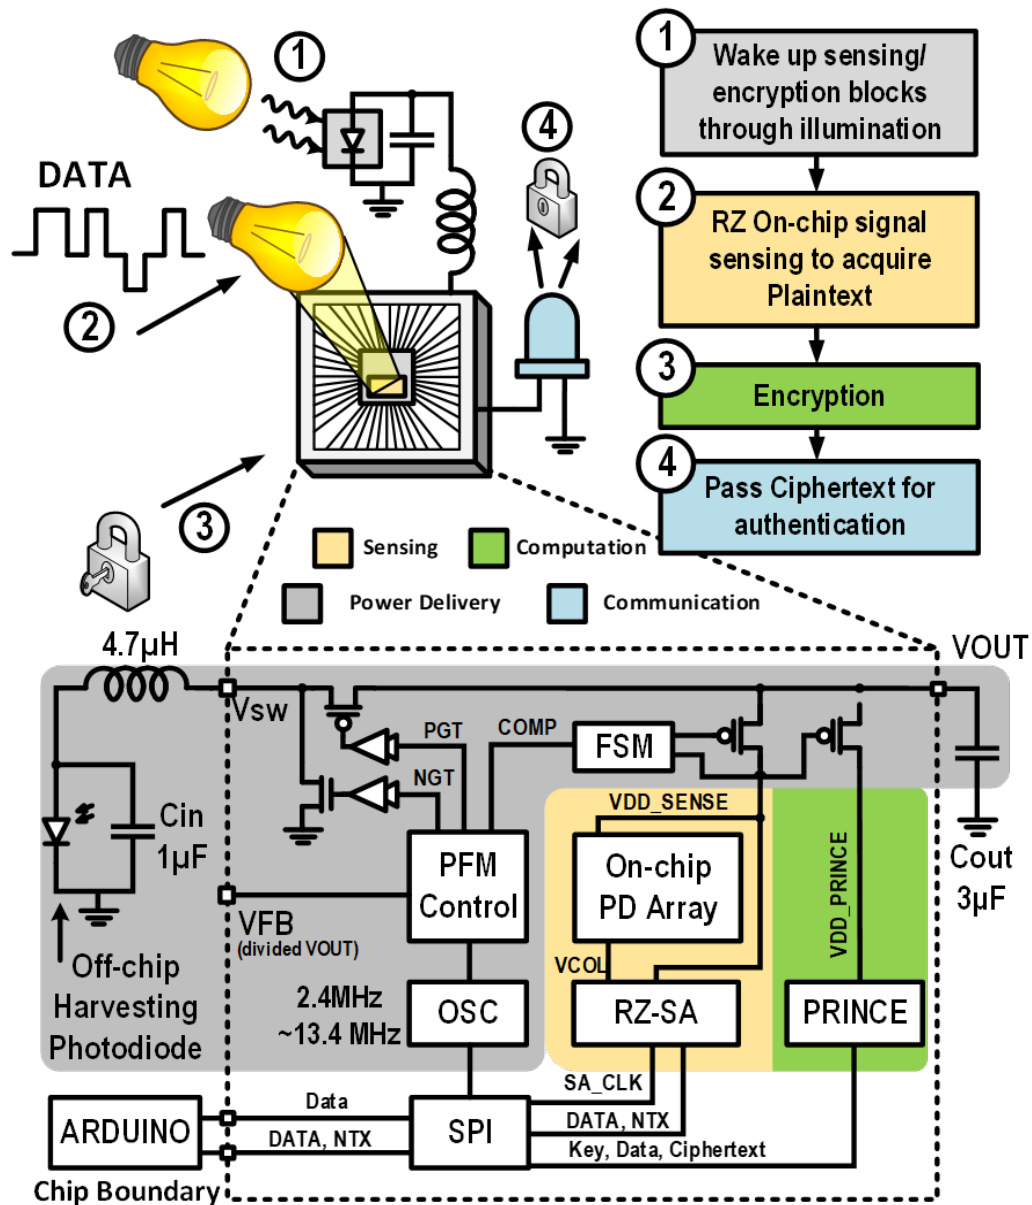 1
DATA
2
3
4
1
Wake up sensing/
encryption blocks
through illumination
2
RZ On-chip signal
sensing to acquire
Plaintext
3
Encryption
4
Pass Ciphertext for
authentication
Sensing
Computation
Power Delivery
Communication
4.7µH
VOUT
Vsw
PGT
COMP
FSM
NGT
VDD_SENSE
Cin
1µF
PFM
Control
On-chip
PD Array
VDD_PRINCE
Cout
3µF
VFB
(divided VOUT)
VCOL
Off-chip
Harvesting
Photodiode
2.4MHz
~13.4 MHz
OSC
RZ-SA
PRINCE
SA_CLK
ARDUINO
Data
DATA, NTX
SPI
DATA, NTX
Key, Data, Ciphertext
Chip Boundary